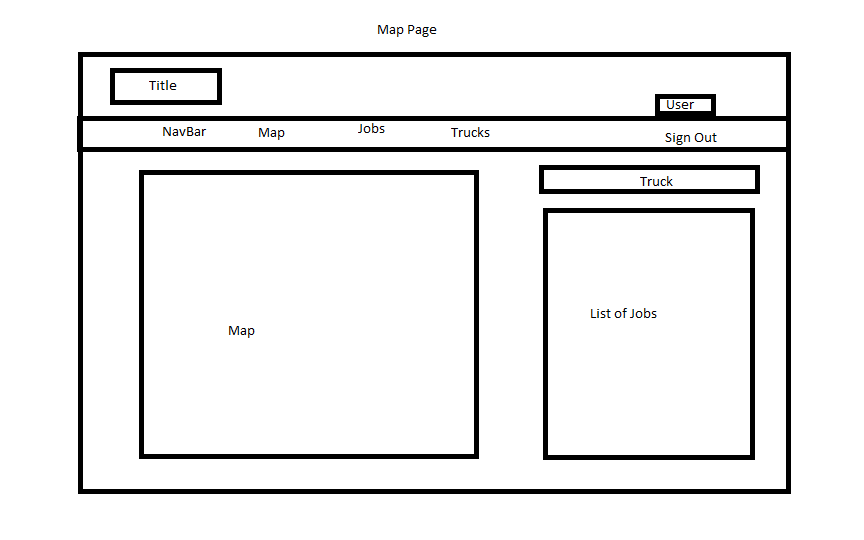 Map Page
Title
User
NavBar Map Jobs Trucks Sign Out
Truck
List of Jobs
Map